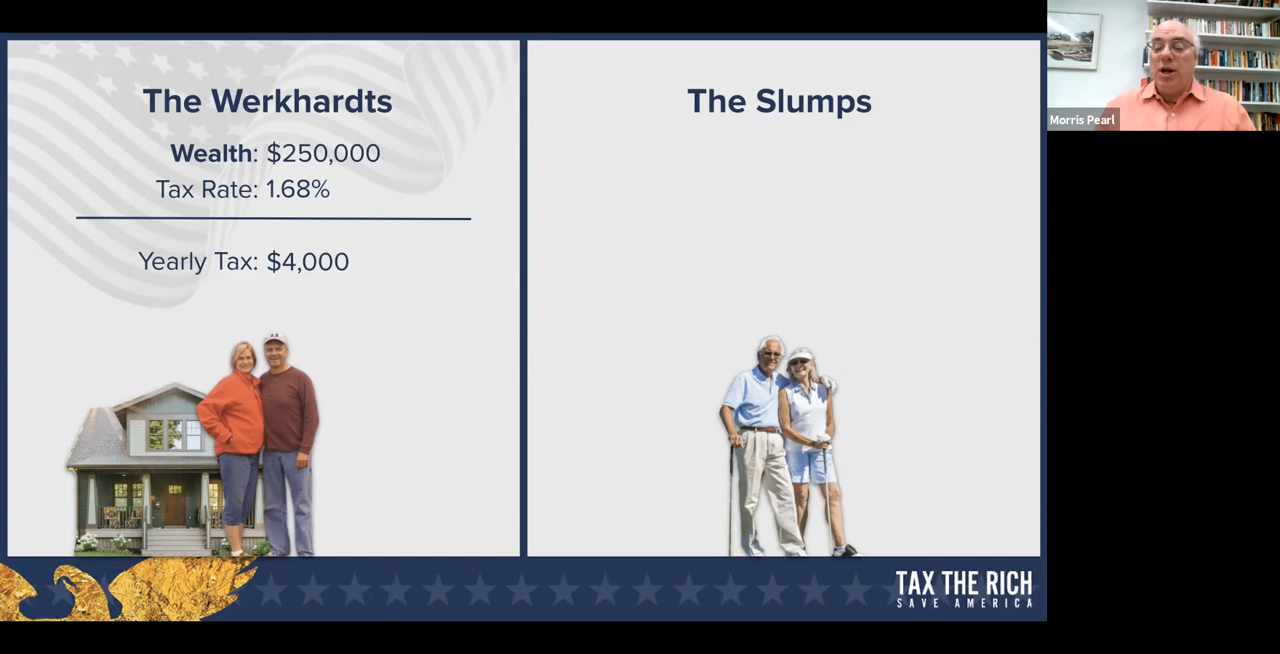 The Werkhardts
Wealth: $250,000
Tax Rate: 1.68%
Yearly Tax: $4,000
The Slumps
TAX THE RICH
SAVE AMERICA
Morris Pearl